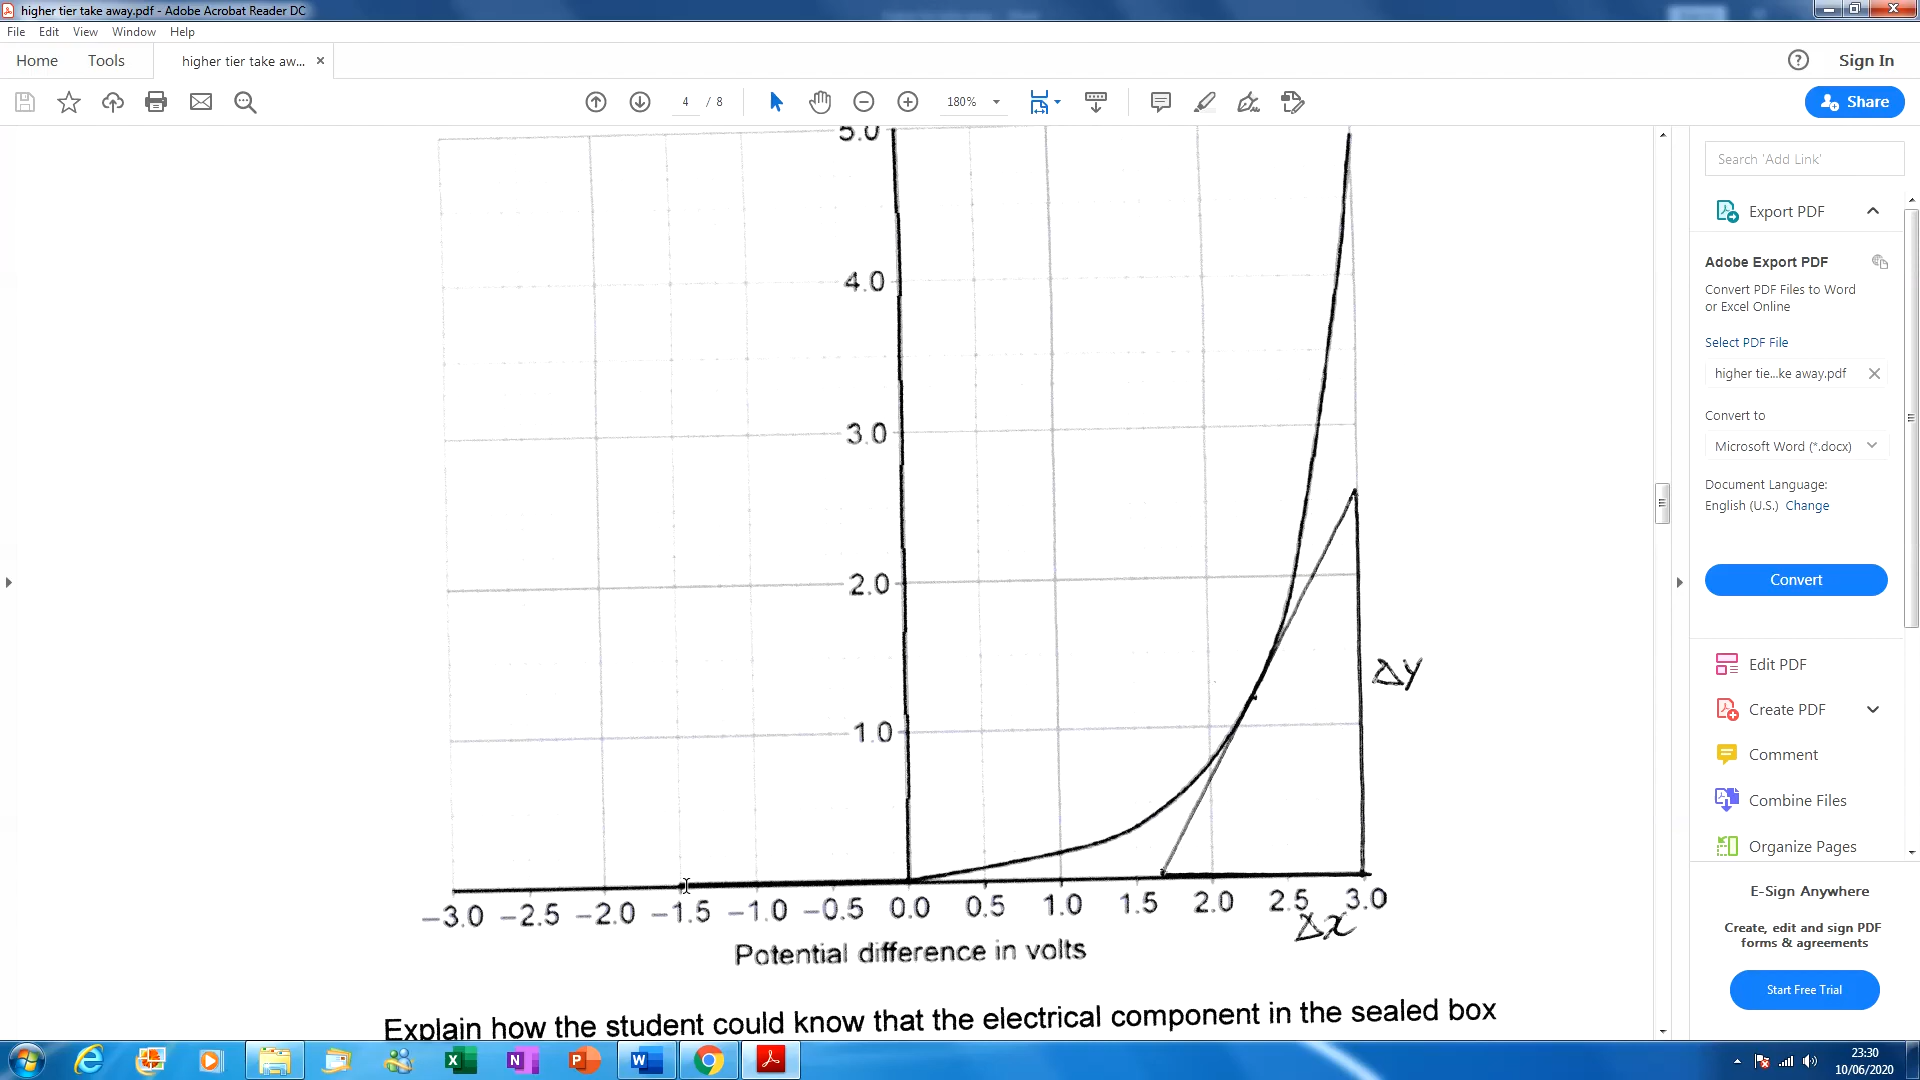 higher tier take away.pdf - Adobe Acrobat Reader DC
File Edit View Window Help
Home Tools higher tier take aw... ×
? Sign In
4 / 8 180% Share
5.0
4.0
3.0
2.0
1.0
Δy
−3.0 −2.5 −2.0 −1.5 −1.0 −0.5 0.0 0.5 1.0 1.5 2.0 2.5 3.0
Δx
Potential difference in volts
Explain how the student could know that the electrical component in the sealed box
Search 'Add Link'
Export PDF
Adobe Export PDF
Convert PDF Files to Word
or Excel Online
Select PDF File
higher tie...ke away.pdf
Convert to
Microsoft Word (*.docx)
Document Language:
English (U.S.) Change
Convert
Edit PDF
Create PDF
Comment
Combine Files
Organize Pages
E-Sign Anywhere
Create, edit and sign PDF
forms & agreements
Start Free Trial
23:30
10/06/2020